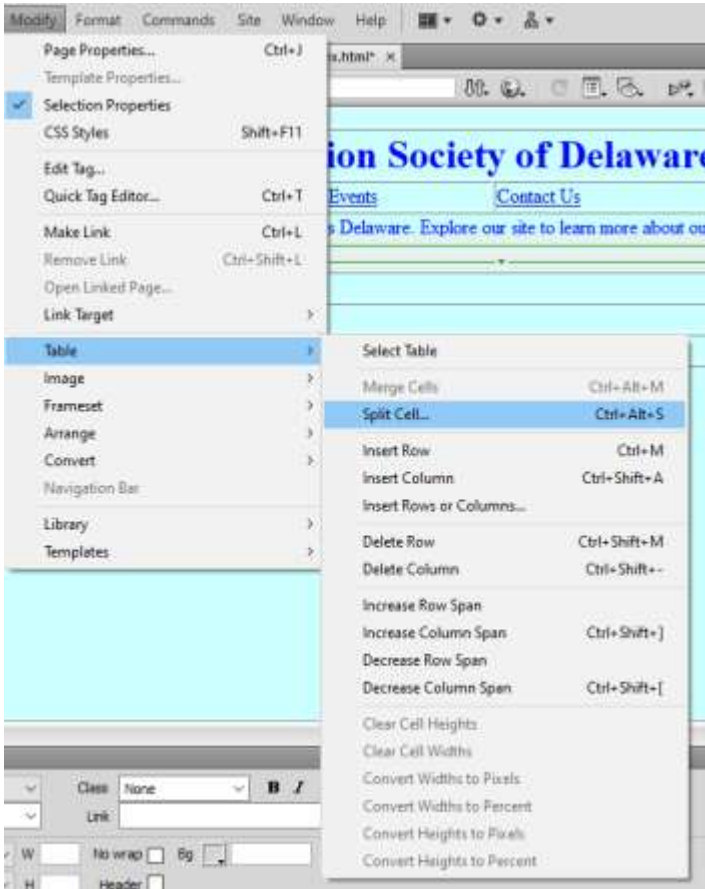 Modify Format Commands Site Window Help
Page Properties... Ctrl+J
Template Properties...
Selection Properties
CSS Styles Shift+F11
Edit Tag...
Quick Tag Editor... Ctrl+T
Make Link Ctrl+L
Remove Link Ctrl+Shift+L
Open Linked Page...
Link Target
Table
Image
Frameset
Arrange
Convert
Navigation Bar
Library
Templates
.html* ×
ion Society of Delaware
Events Contact Us
s Delaware. Explore our site to learn more about ou
Select Table
Merge Cells Ctrl+Alt+M
Split Cell... Ctrl+Alt+S
Insert Row Ctrl+M
Insert Column Ctrl+Shift+A
Insert Rows or Columns...
Delete Row Ctrl+Shift+M
Delete Column Ctrl+Shift+-
Increase Row Span
Increase Column Span Ctrl+Shift+]
Decrease Row Span
Decrease Column Span Ctrl+Shift+[
Clear Cell Heights
Clear Cell Widths
Convert Widths to Pixels
Convert Widths to Percent
Convert Heights to Pixels
Convert Heights to Percent
Class None B I
Link
W No wrap Bg
H Header